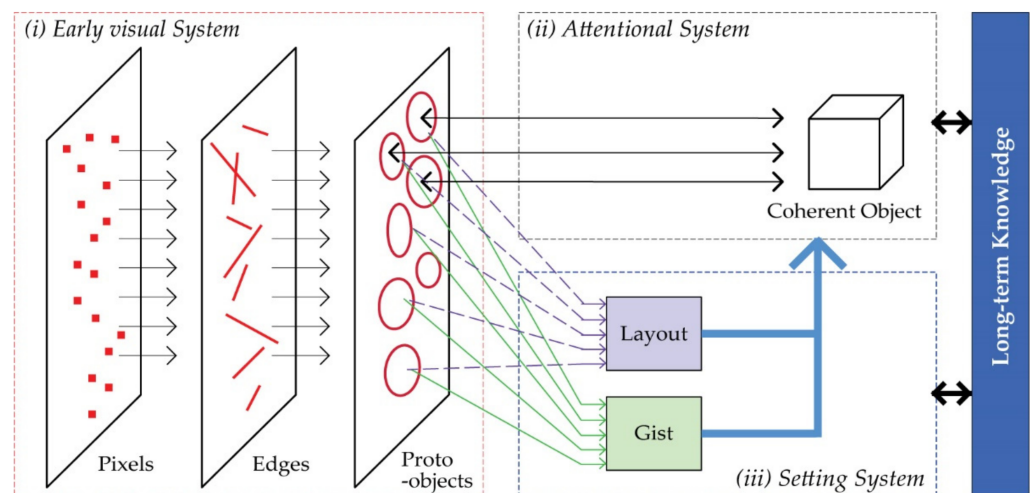 (i) Early visual System
(ii) Attentional System
Coherent Object
Long-term Knowledge
Layout
Gist
Pixels
Edges
Proto
-objects
(iii) Setting System